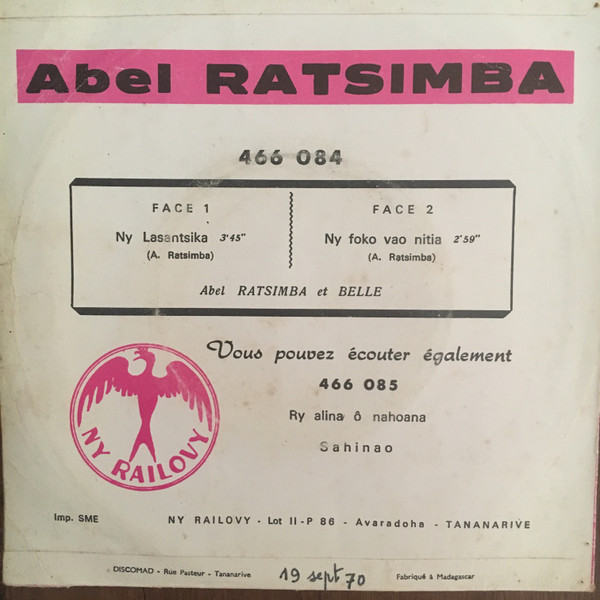 Abel RATSIMBA
466 084
FACE 1
Ny Lasantsika 3'45"
(A. Ratsimba)
FACE 2
Ny foko vao nitia 2'59"
(A. Ratsimba)
Abel RATSIMBA et BELLE
Vous pouvez écouter également
466 085
Ry alina ô nahoana
Sahinao
NY RAILOVY
Imp. SME
NY RAILOVY - Lot II-P 86 - Avaradoha - TANANARIVE
DISCOMAD - Rue Pasteur - Tananarive
19 sept 70
Fabriqué à Madagascar